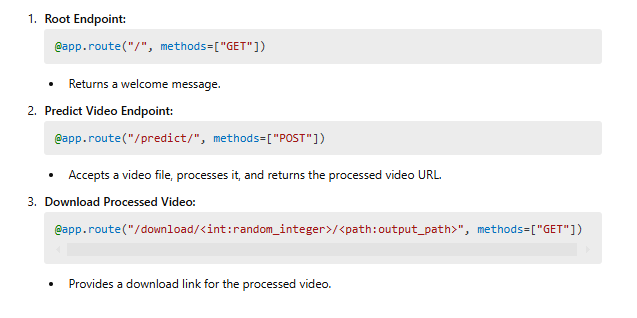 1. Root Endpoint:
@app.route("/", methods=["GET"])
• Returns a welcome message.
2. Predict Video Endpoint:
@app.route("/predict/", methods=["POST"])
• Accepts a video file, processes it, and returns the processed video URL.
3. Download Processed Video:
@app.route("/download/<int:random_integer>/<path:output_path>", methods=["GET"])
• Provides a download link for the processed video.